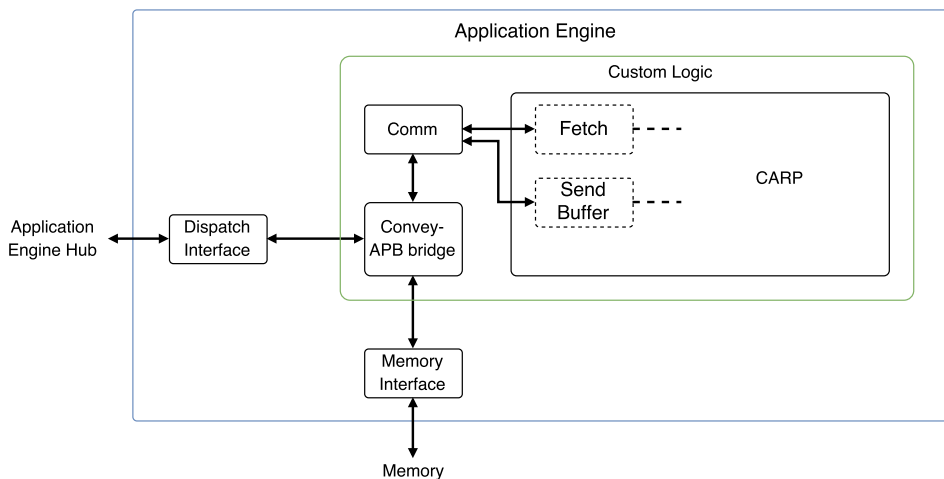 Application Engine
Custom Logic
Comm
Fetch
CARP
Send
Buffer
Application
Engine Hub
Dispatch
Interface
Convey-
APB bridge
Memory
Interface
Memory